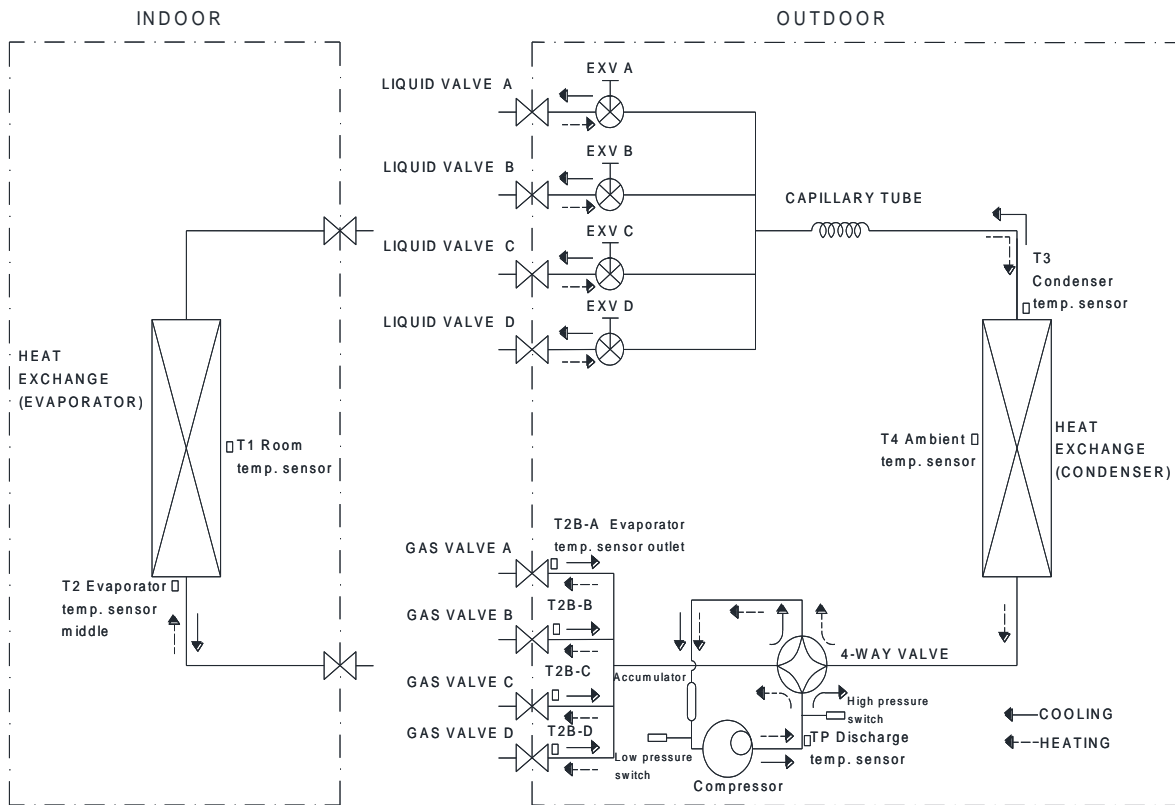 INDOOR
OUTDOOR
LIQUID VALVE A
EXV A
LIQUID VALVE B
EXV B
LIQUID VALVE C
EXV C
LIQUID VALVE D
EXV D
CAPILLARY TUBE
T3
Condenser
temp. sensor
HEAT
EXCHANGE
(EVAPORATOR)
T1 Room
temp. sensor
T4 Ambient
temp. sensor
HEAT
EXCHANGE
(CONDENSER)
T2 Evaporator
temp. sensor
middle
GAS VALVE A
T2B-A Evaporator
temp. sensor outlet
GAS VALVE B
T2B-B
GAS VALVE C
T2B-C
GAS VALVE D
T2B-D
Accumulator
4-WAY VALVE
High pressure
switch
Low pressure
switch
TP Discharge
temp. sensor
Compressor
COOLING
HEATING